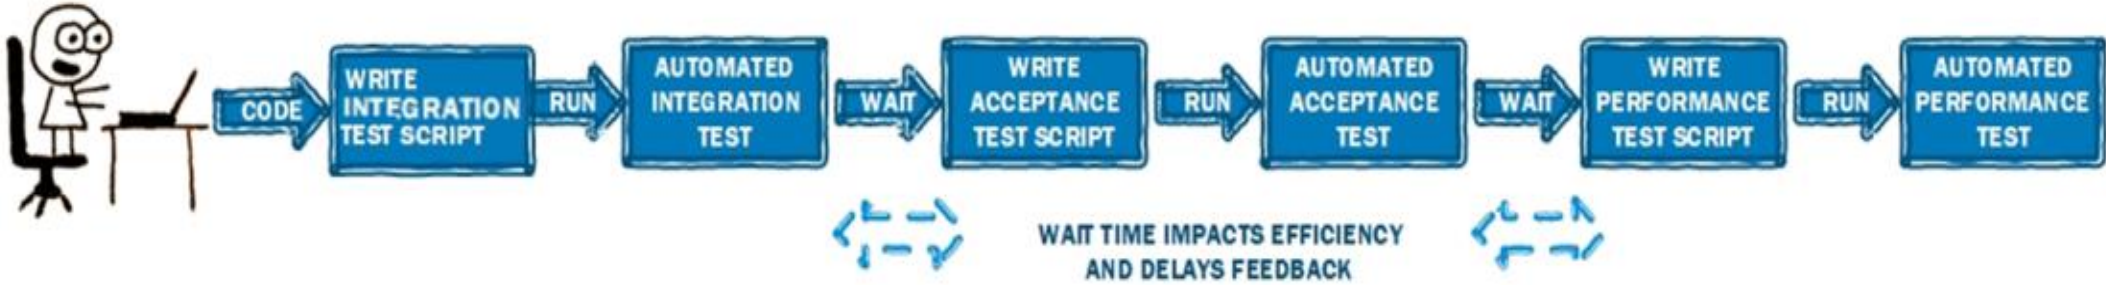 CODE
WRITE
INTEGRATION
TEST SCRIPT
RUN
AUTOMATED
INTEGRATION
TEST
WAIT
WRITE
ACCEPTANCE
TEST SCRIPT
RUN
AUTOMATED
ACCEPTANCE
TEST
WAIT
WRITE
PERFORMANCE
TEST SCRIPT
RUN
AUTOMATED
PERFORMANCE
TEST
WAIT TIME IMPACTS EFFICIENCY
AND DELAYS FEEDBACK